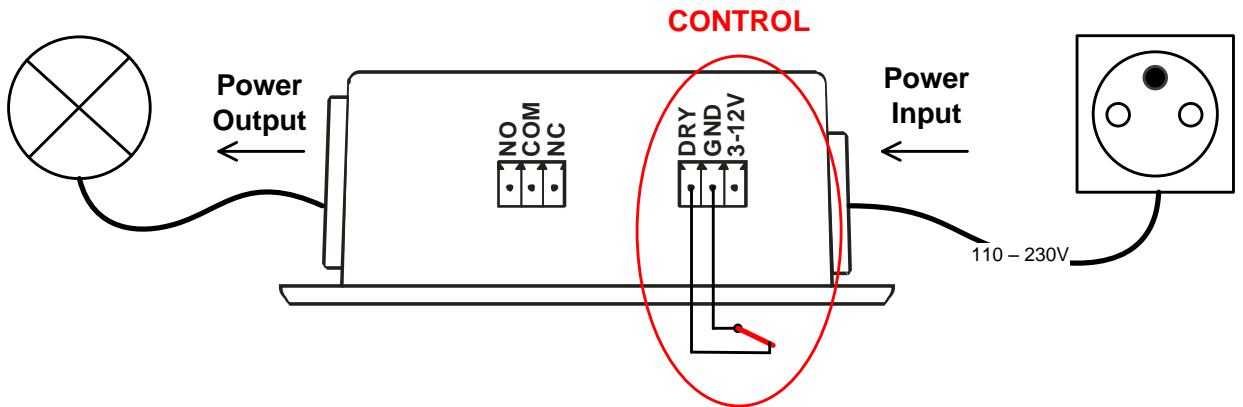 CONTROL
Power
Output
Power
Input
NO
COM
NC
DRY
GND
3-12V
110 – 230V